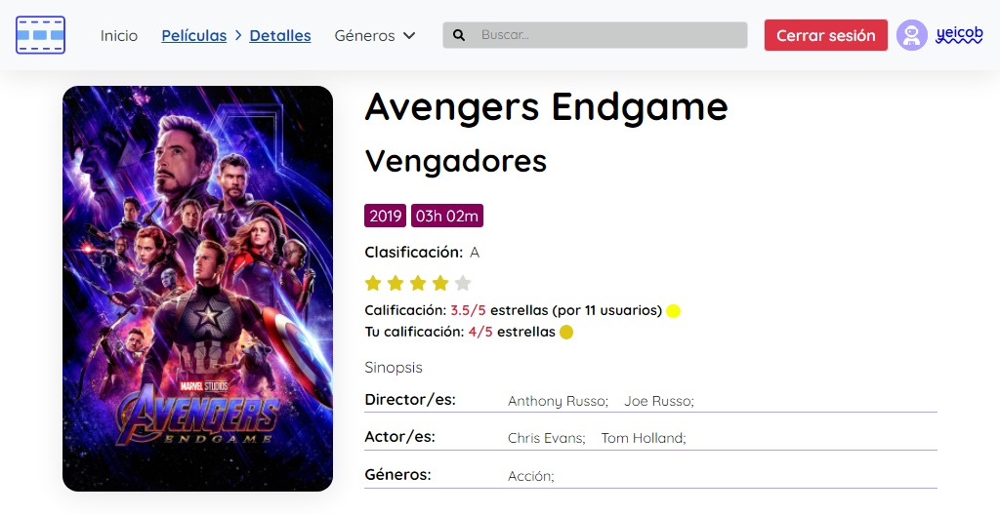 Inicio Películas > Detalles Géneros Buscar... Cerrar sesión yeicob
Avengers Endgame
Vengadores
2019 03h 02m
Clasificación: A
Calificación: 3.5/5 estrellas (por 11 usuarios)
Tu calificación: 4/5 estrellas
Sinopsis
Director/es: Anthony Russo; Joe Russo;
Actor/es: Chris Evans; Tom Holland;
Géneros: Acción;
MARVEL STUDIOS
AVENGERS
ENDGAME